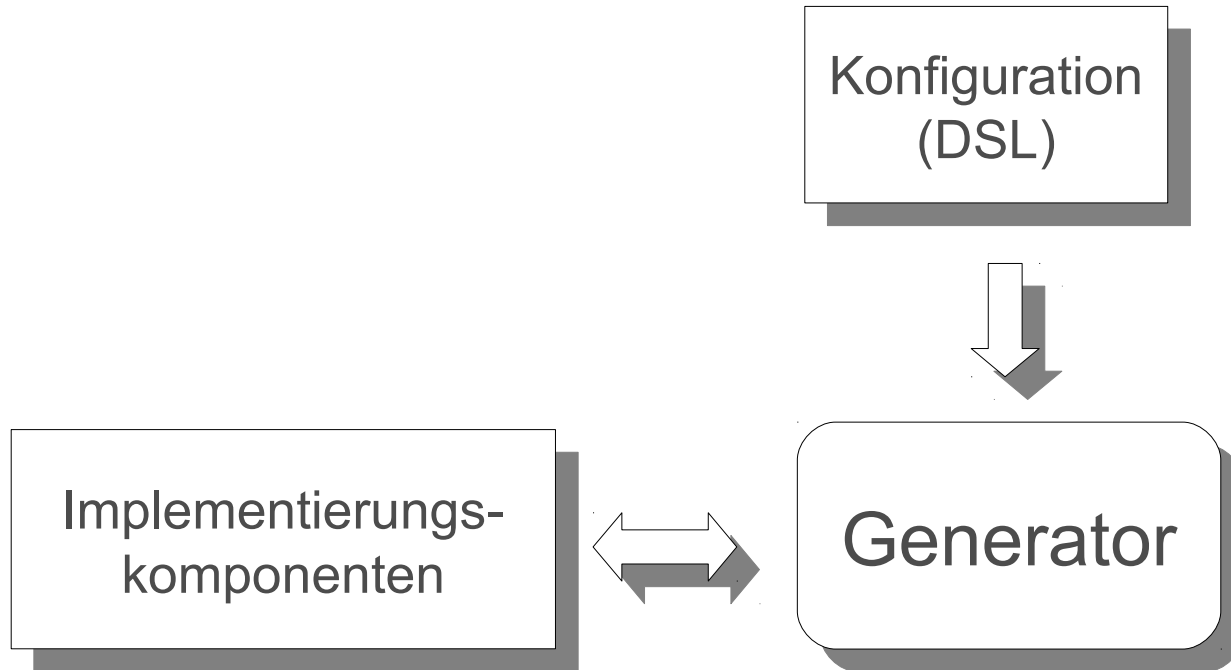 Konfiguration
(DSL)
Implementierungs-
komponenten
Generator